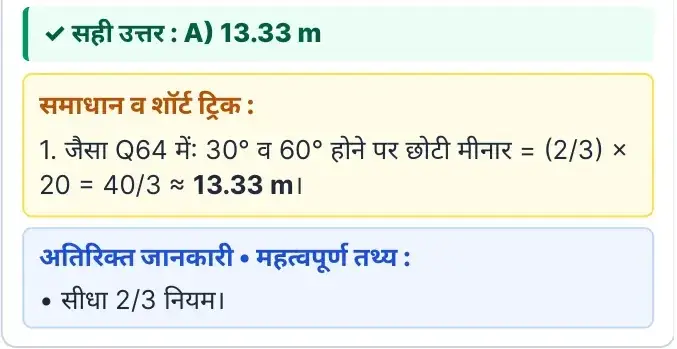 ✓ सही उत्तर : A) 13.33 m
समाधान व शॉर्ट ट्रिक :
1. जैसा Q64 में: 30° व 60° होने पर छोटी मीनार = (2/3) ×
20 = 40/3 ≈ 13.33 m।
अतिरिक्त जानकारी • महत्वपूर्ण तथ्य :
• सीधा 2/3 नियम।